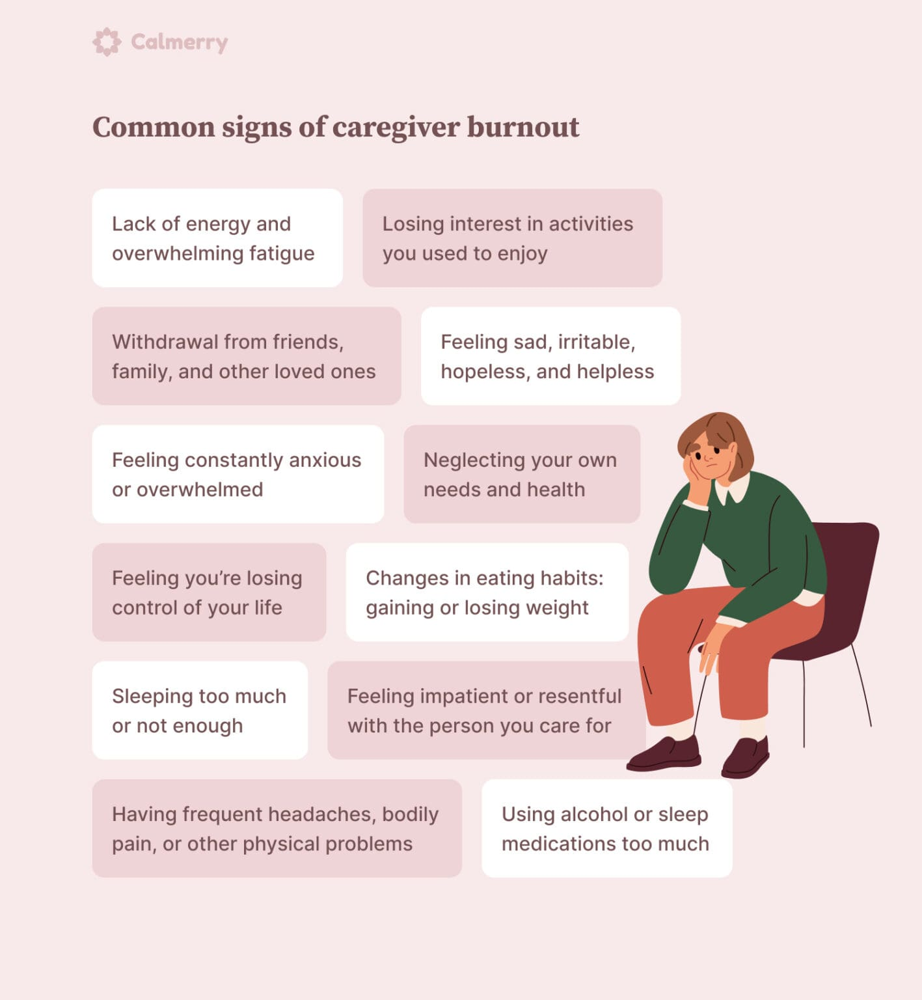 Calmerry
Common signs of caregiver burnout
Lack of energy and
overwhelming fatigue
Losing interest in activities
you used to enjoy
Withdrawal from friends,
family, and other loved ones
Feeling sad, irritable,
hopeless, and helpless
Feeling constantly anxious
or overwhelmed
Neglecting your own
needs and health
Feeling you’re losing
control of your life
Changes in eating habits:
gaining or losing weight
Sleeping too much
or not enough
Feeling impatient or resentful
with the person you care for
Having frequent headaches, bodily
pain, or other physical problems
Using alcohol or sleep
medications too much